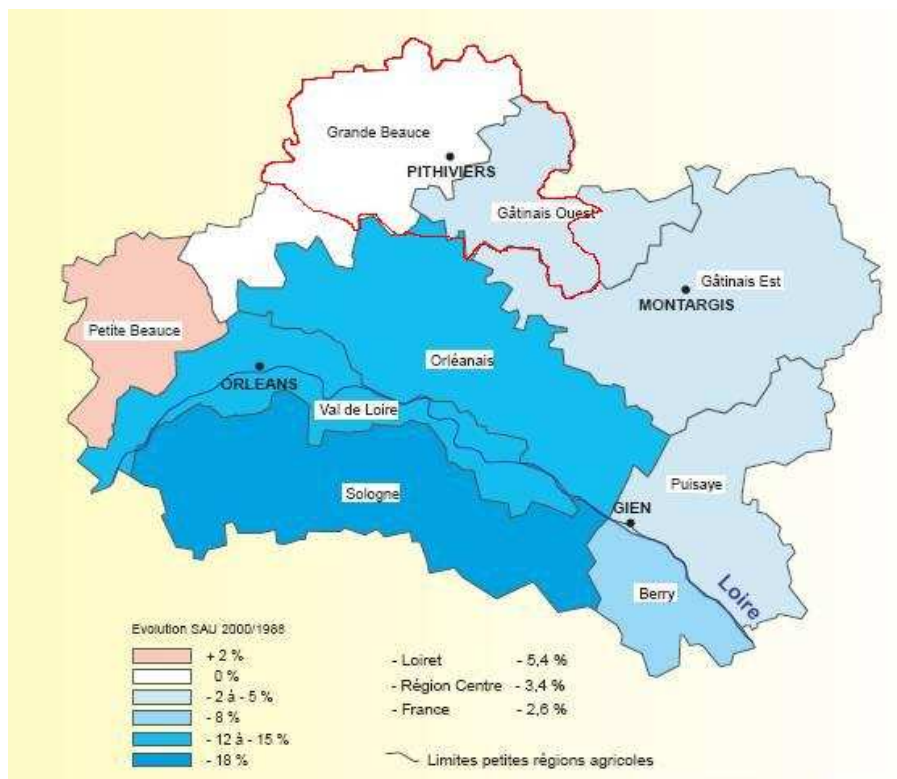 Grande Beauce
PITHIVIERS
Gâtinais Ouest
Gâtinais Est
MONTARGIS
Petite Beauce
Orléanais
ORLEANS
Val de Loire
Sologne
Puisaye
GIEN
Berry
Loire
Evolution SAU 2000/1988
+ 2 %
0 %
- 2 à - 5 %
- 8 %
- 12 à - 15 %
- 18 %
- Loiret - 5,4 %
- Région Centre - 3,4 %
- France - 2,6 %
Limites petites régions agricoles